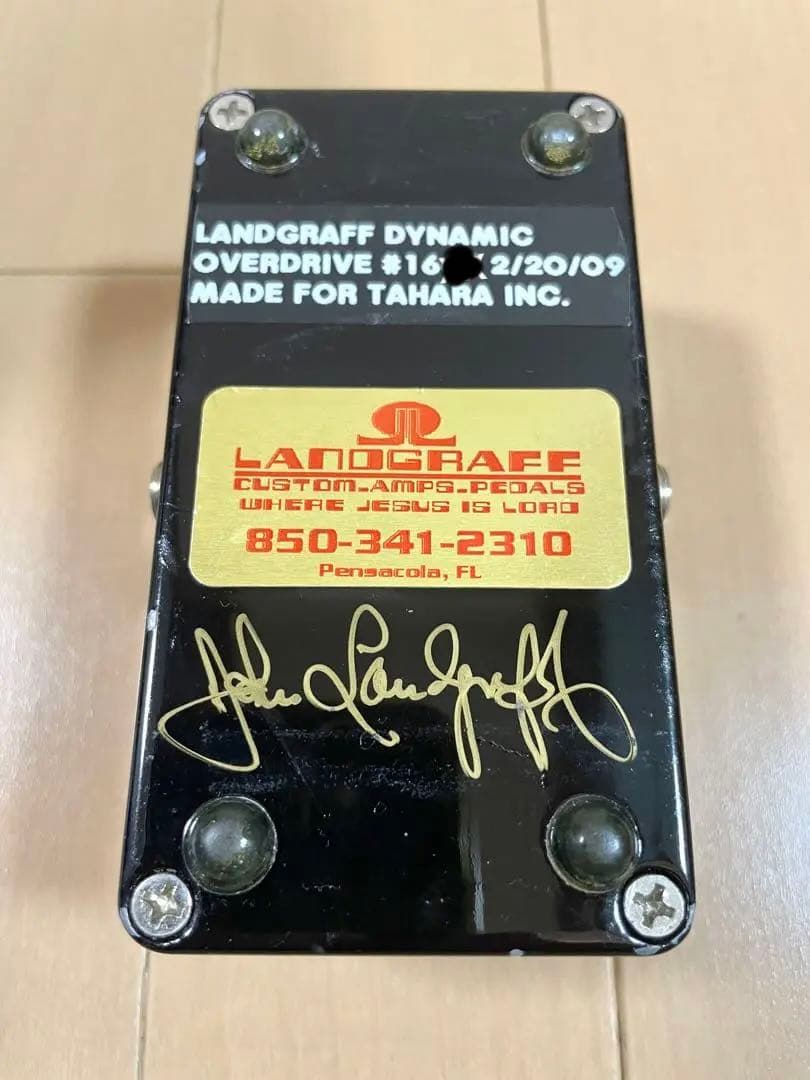 LANDGRAFF DYNAMIC
OVERDRIVE #16 2/20/09
MADE FOR TAHARA INC.
LANDGRAFF
CUSTOM-AMPS-PEDALS
WHERE JESUS IS LORD
850-341-2310
Pensacola, FL
John Landgraff